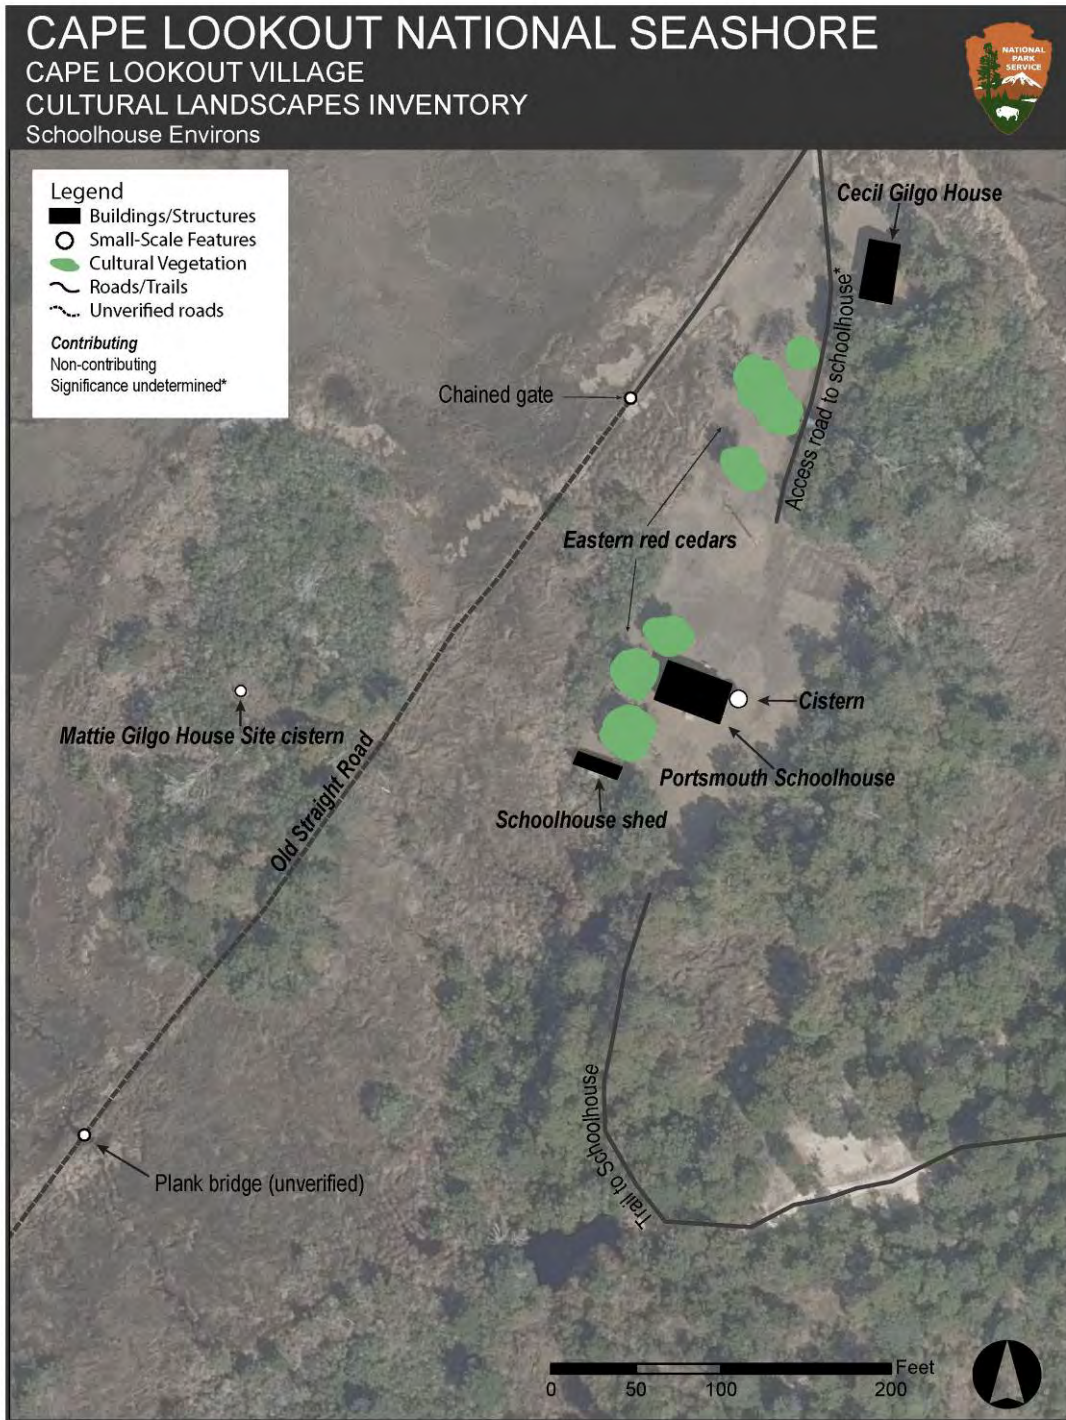 CAPE LOOKOUT NATIONAL SEASHORE
CAPE LOOKOUT VILLAGE
CULTURAL LANDSCAPES INVENTORY
Schoolhouse Environs
NATIONAL
PARK
SERVICE
Legend
Buildings/Structures
Small-Scale Features
Cultural Vegetation
Roads/Trails
Unverified roads
Contributing
Non-contributing
Significance undetermined*
Cecil Gilgo House
Access road to schoolhouse*
Chained gate
Eastern red cedars
Mattie Gilgo House Site cistern
Old Straight Road
Cistern
Portsmouth Schoolhouse
Schoolhouse shed
Trail to Schoolhouse
Plank bridge (unverified)
Feet
0 50 100 200